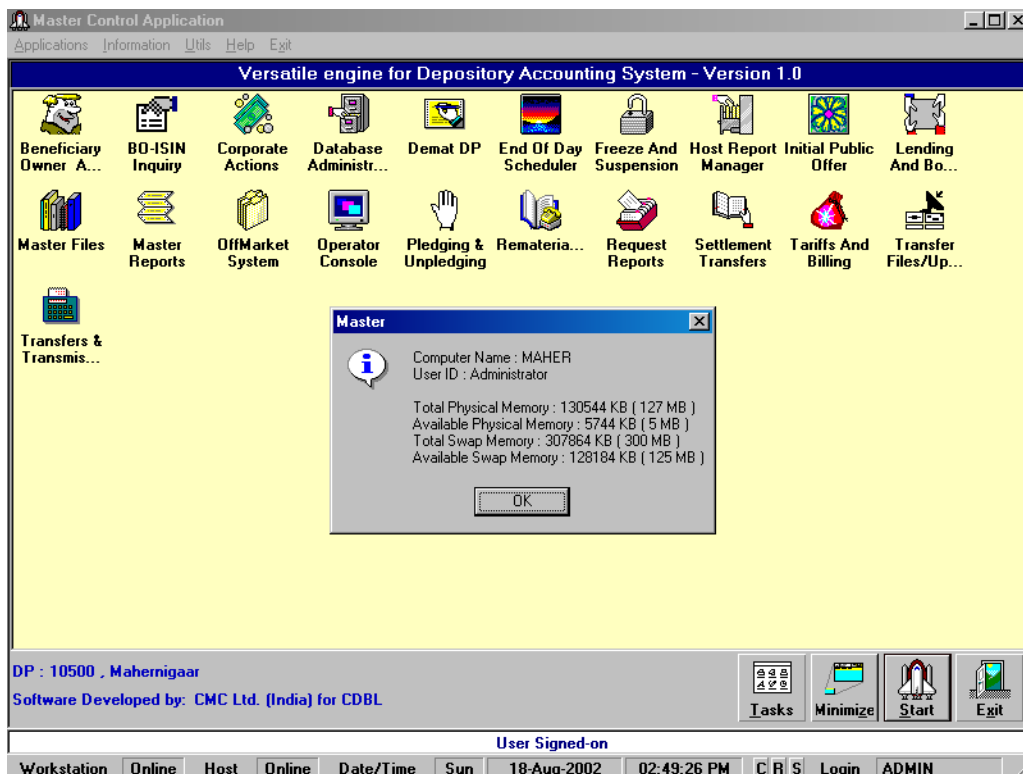 Master Control Application
Applications Information Utils Help Exit
Versatile engine for Depository Accounting System - Version 1.0
Beneficiary Owner A...
BO-ISIN Inquiry
Corporate Actions
Database Administr...
Demat DP
End Of Day Scheduler
Freeze And Suspension
Host Report Manager
Initial Public Offer
Lending And Bo...
Master Files
Master Reports
OffMarket System
Operator Console
Pledging & Unpledging
Remateria...
Request Reports
Settlement Transfers
Tariffs And Billing
Transfer Files/Up...
Transfers & Transmis...
Master
Computer Name : MAHER
User ID : Administrator
Total Physical Memory : 130544 KB ( 127 MB )
Available Physical Memory : 5744 KB ( 5 MB )
Total Swap Memory : 307864 KB ( 300 MB )
Available Swap Memory : 128184 KB ( 125 MB )
OK
DP : 10500 , Mahernigaar
Software Developed by: CMC Ltd. (India) for CDBL
Tasks Minimize Start Exit
User Signed-on
Workstation Online Host Online Date/Time Sun 18-Aug-2002 02:49:26 PM C R S Login ADMIN